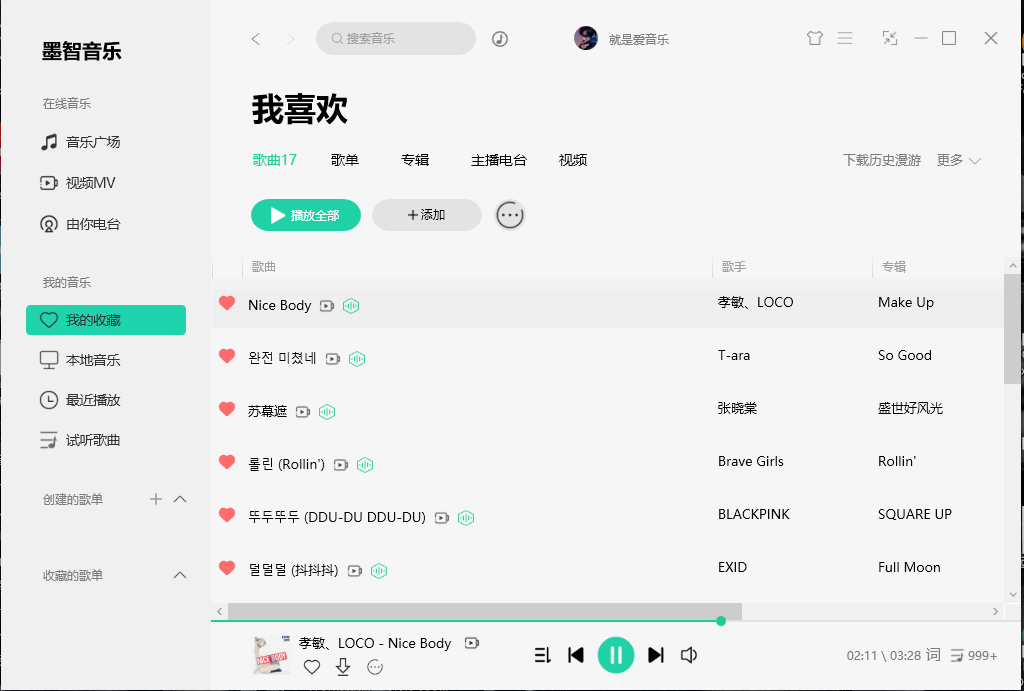 墨智音乐
在线音乐
音乐广场
视频MV
由你电台
我的音乐
我的收藏
本地音乐
最近播放
试听歌曲
创建的歌单
收藏的歌单
搜索音乐
就是爱音乐
我喜欢
歌曲17 歌单 专辑 主播电台 视频 下载历史漫游 更多
播放全部 +添加
歌曲 歌手 专辑
Nice Body 孝敏、LOCO Make Up
완전 미쳤네 T-ara So Good
苏幕遮 张晓棠 盛世好风光
롤린 (Rollin') Brave Girls Rollin'
뚜두뚜두 (DDU-DU DDU-DU) BLACKPINK SQUARE UP
덜덜덜 (抖抖抖) EXID Full Moon
NICE BODY
孝敏、LOCO - Nice Body
02:11 \ 03:28 词 999+